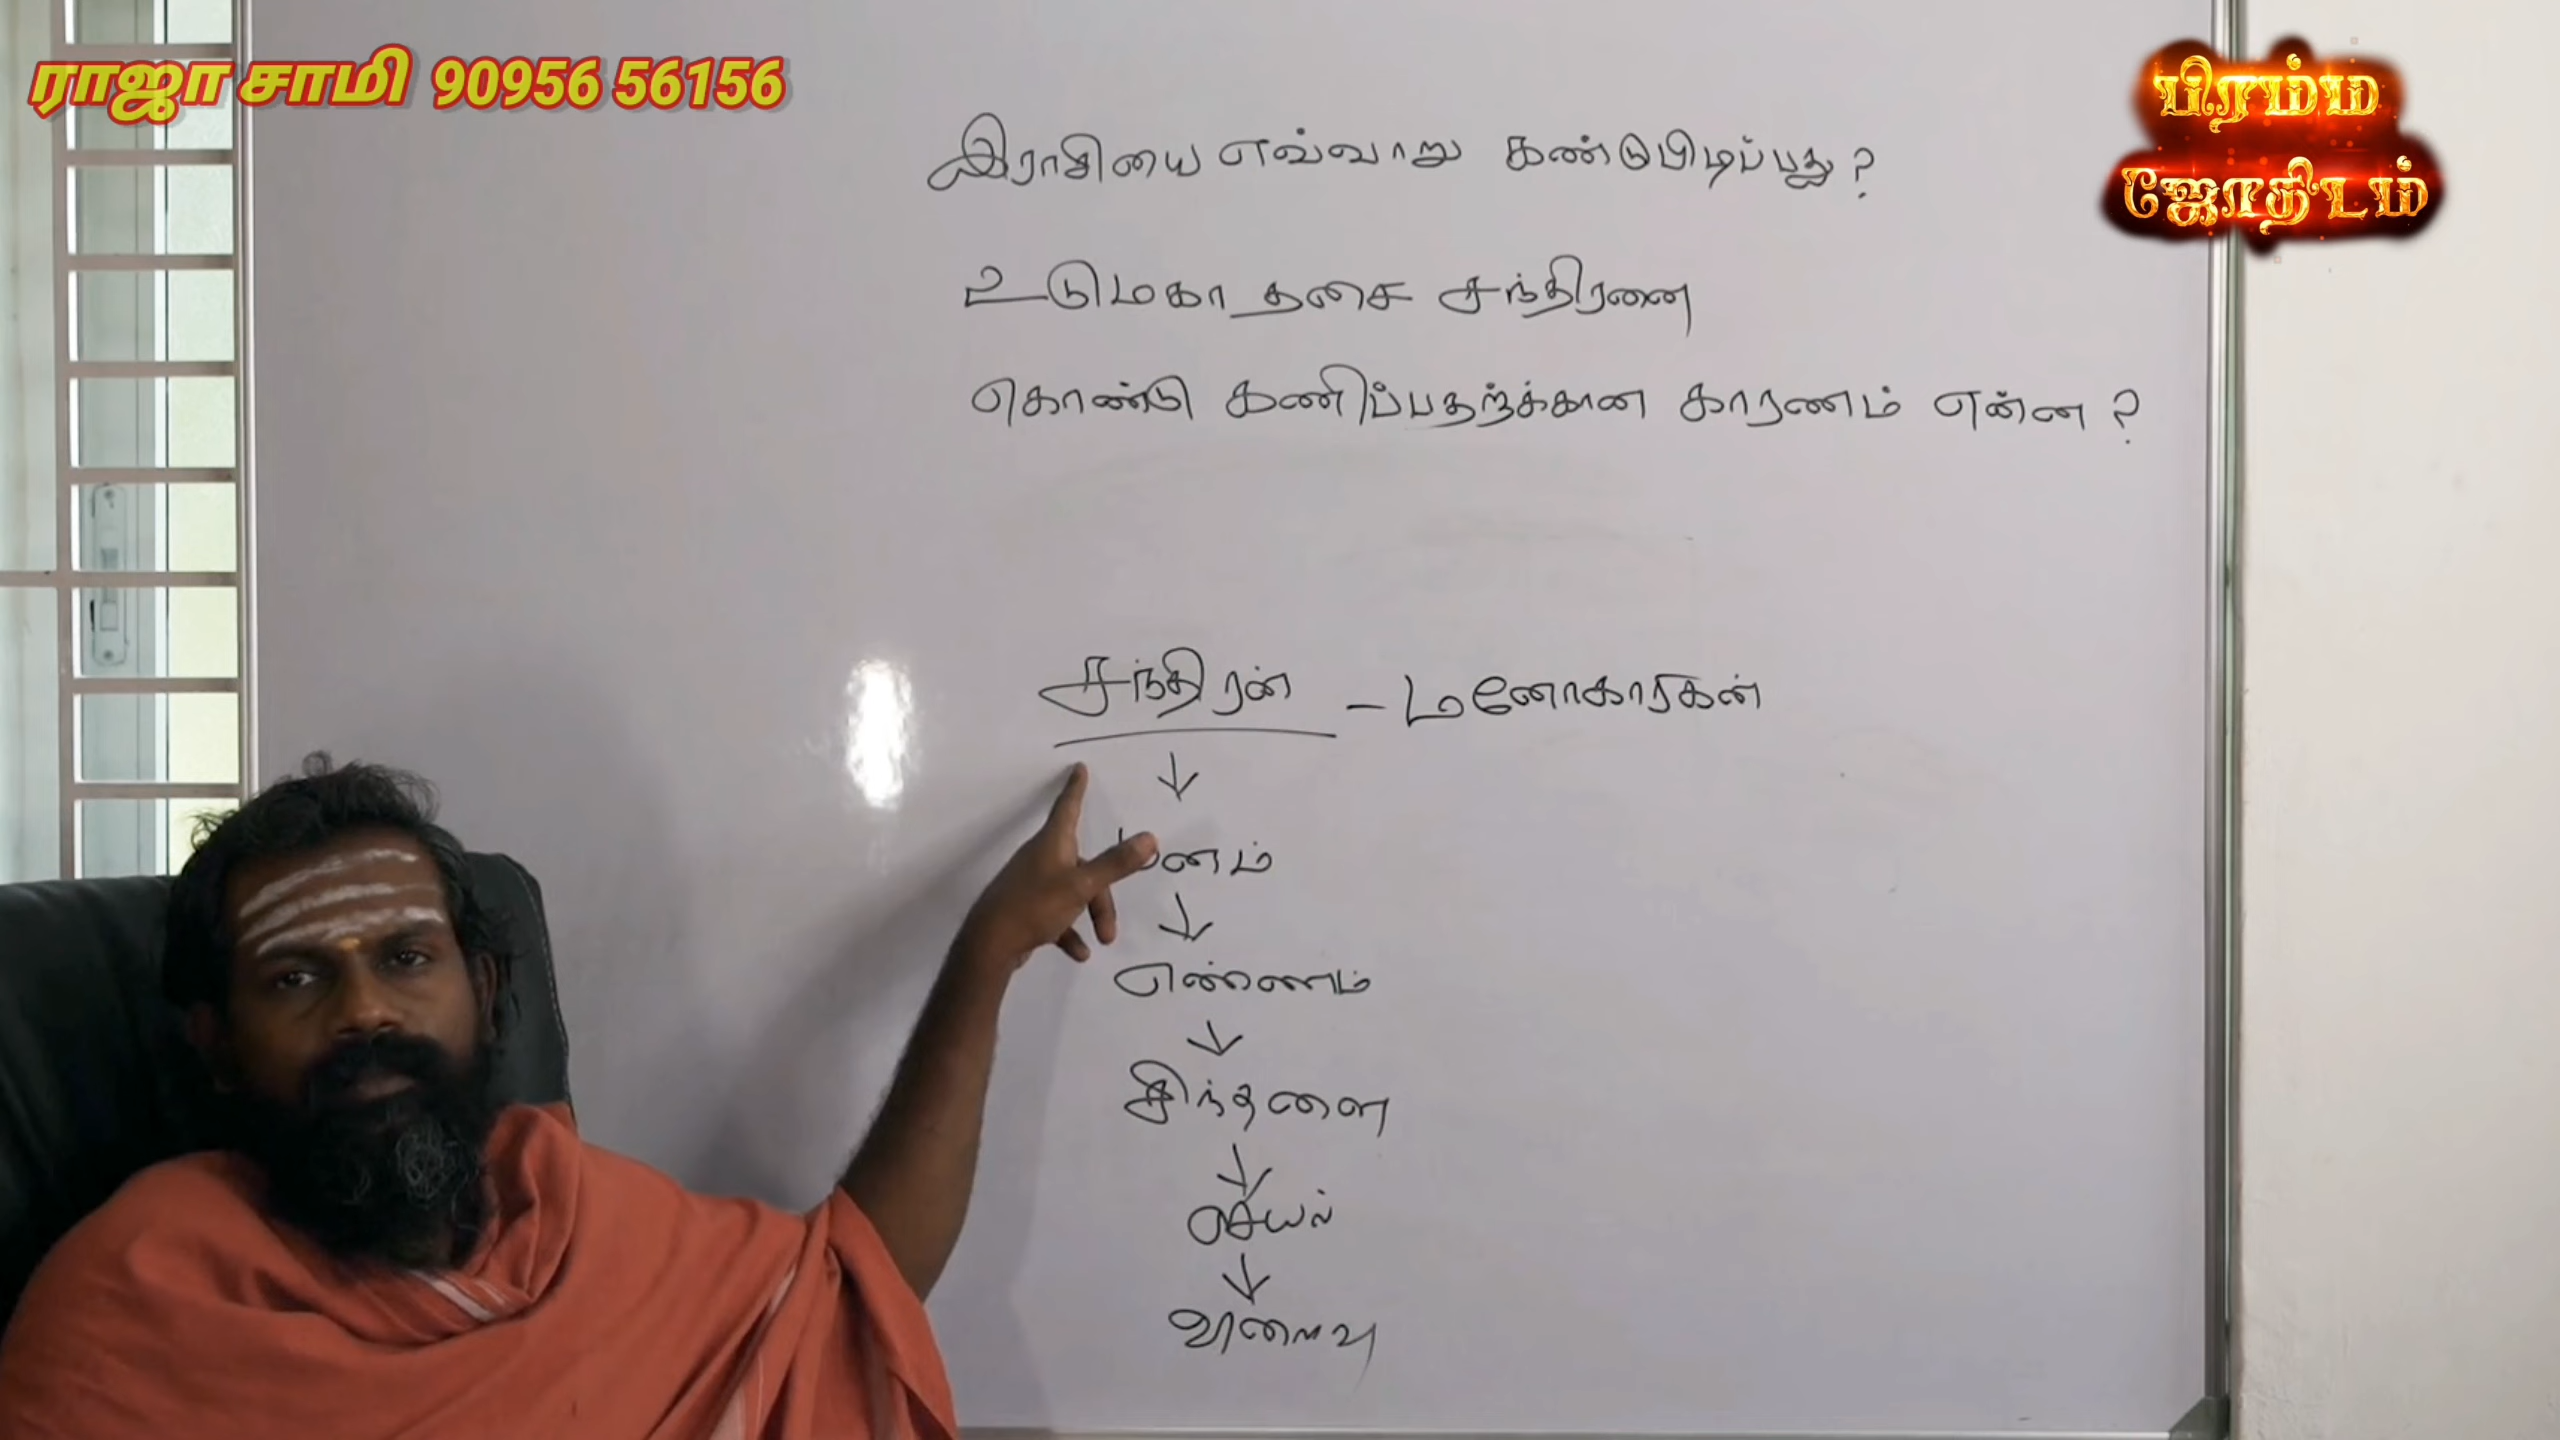 ராஜா சாமி 90956 56156
பிரம்ம
ஜோதிடம்
இராசியை எவ்வாறு கண்டுபிடிப்பது?
உடுமகா தசை சந்திரனை
கொண்டு கணிப்பதற்க்கான காரணம் என்ன?
சந்திரன் - மனோகாரகன்
↓
மனம்
↓
எண்ணம்
↓
சிந்தனை
↓
செயல்
↓
விளைவு